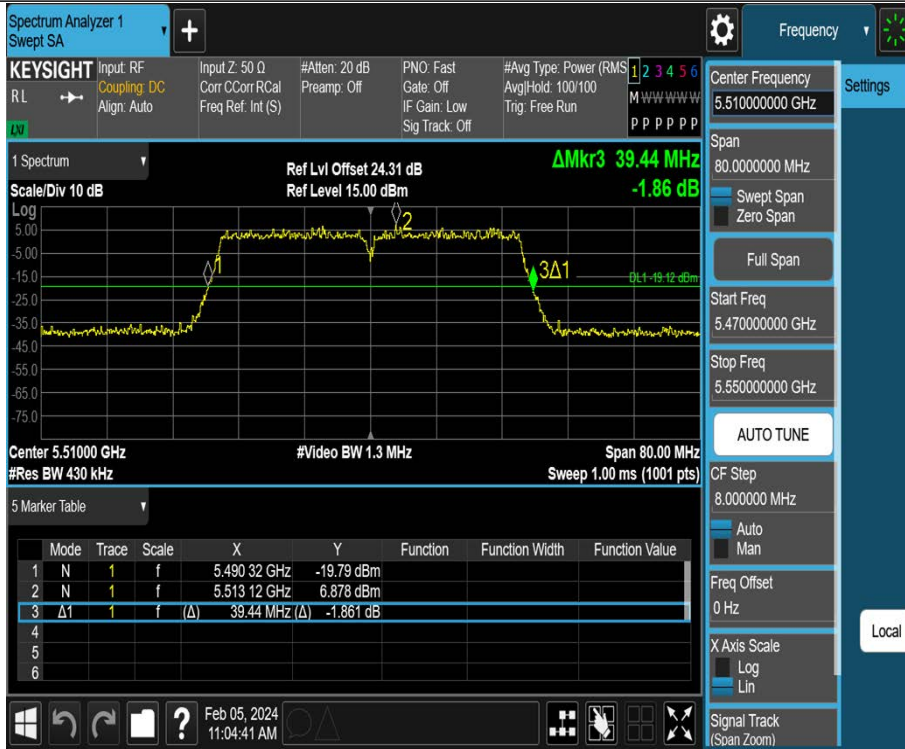 Spectrum Analyzer 1
Swept SA
+
Frequency
KEYSIGHT
RL
LXI
Input: RF
Coupling: DC
Align: Auto
Input Z: 50 Ω
Corr CCorr RCal
Freq Ref: Int (S)
#Atten: 20 dB
Preamp: Off
PNO: Fast
Gate: Off
IF Gain: Low
Sig Track: Off
#Avg Type: Power (RMS
Avg|Hold: 100/100
Trig: Free Run
1 2 3 4 5 6
M W W W W W
P P P P P P
1 Spectrum
Scale/Div 10 dB
Ref Lvl Offset 24.31 dB
Ref Level 15.00 dBm
ΔMkr3 39.44 MHz
-1.86 dB
Log
5.00
-5.00
-15.0
-25.0
-35.0
-45.0
-55.0
-65.0
-75.0
1
2
3Δ1
DL1 -19.12 dBm
Center 5.51000 GHz
#Video BW 1.3 MHz
Span 80.00 MHz
#Res BW 430 kHz
Sweep 1.00 ms (1001 pts)
5 Marker Table
Mode Trace Scale X Y Function Function Width Function Value
1 N 1 f 5.490 32 GHz -19.79 dBm
2 N 1 f 5.513 12 GHz 6.878 dBm
3 Δ1 1 f (Δ) 39.44 MHz (Δ) -1.861 dB
4
5
6
?
Feb 05, 2024
11:04:41 AM
Center Frequency
5.510000000 GHz
Span
80.0000000 MHz
Swept Span
Zero Span
Full Span
Start Freq
5.470000000 GHz
Stop Freq
5.550000000 GHz
AUTO TUNE
CF Step
8.000000 MHz
Auto
Man
Freq Offset
0 Hz
X Axis Scale
Log
Lin
Signal Track
(Span Zoom)
Settings
Local